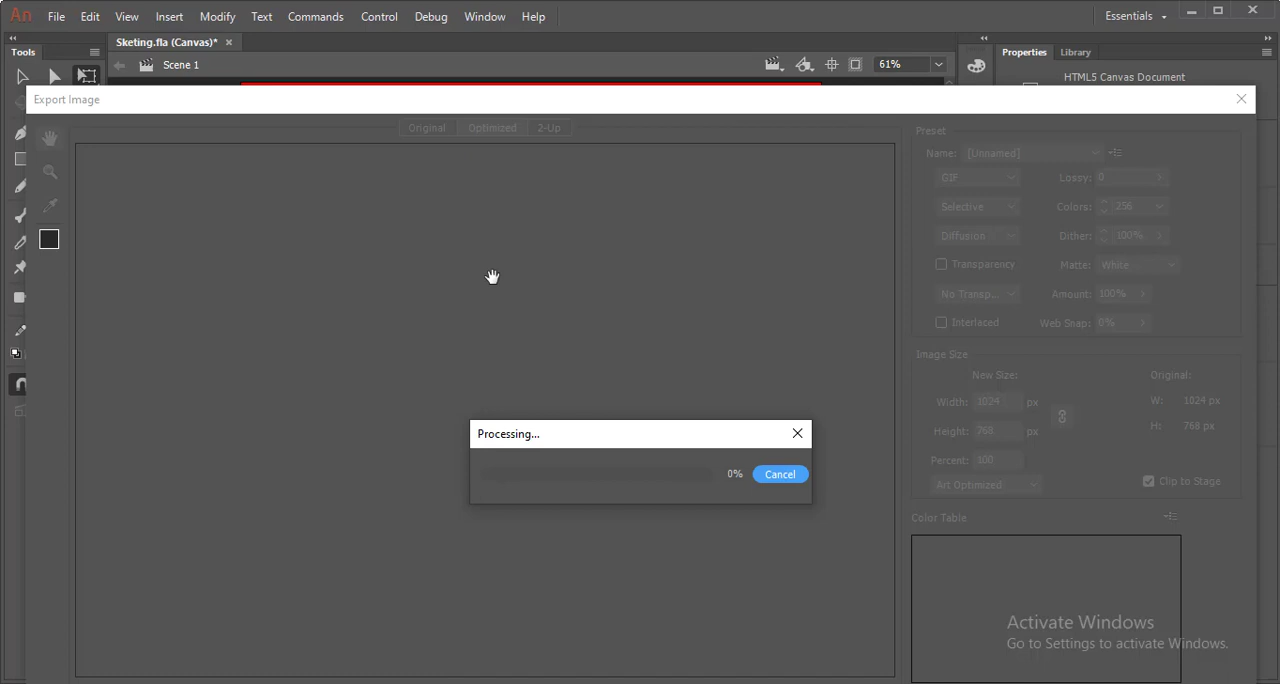 An File Edit View Insert Modify Text Commands Control Debug Window Help Essentials
Tools
Sketing.fla (Canvas)*
Properties Library
Scene 1
61%
HTML5 Canvas Document
Export Image
Original Optimized 2-Up
Preset
Name: [Unnamed]
GIF Lossy: 0
Selective Colors: 256
Diffusion Dither: 100%
Transparency Matte: White
No Transp... Amount: 100%
Interlaced Web Snap: 0%
Image Size
New Size: Original:
Width: 1024 px W: 1024 px
Height: 768 px H: 768 px
Percent: 100
Art Optimized Clip to Stage
Processing...
0% Cancel
Color Table
Activate Windows
Go to Settings to activate Windows.